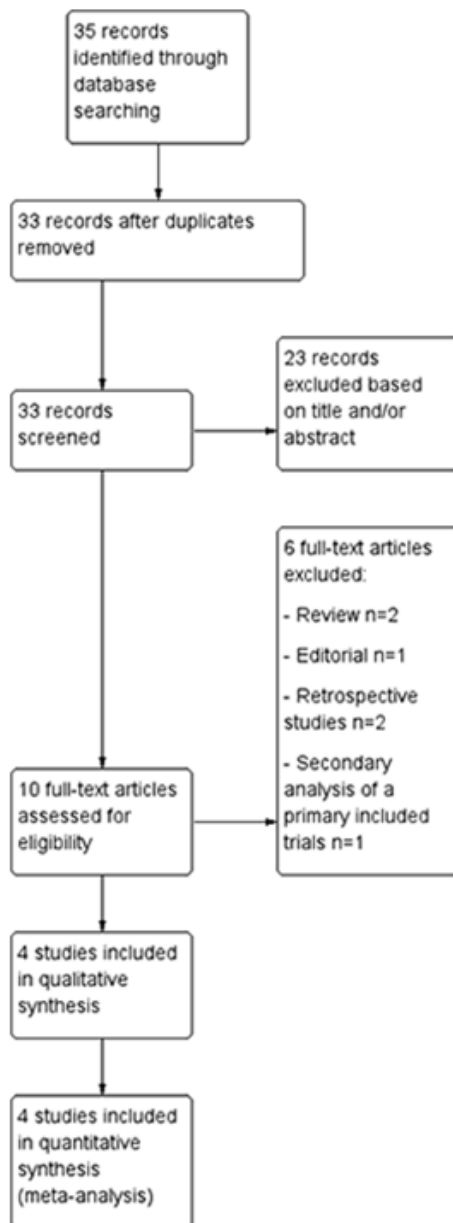 35 records
identified through
database
searching
33 records after duplicates
removed
33 records
screened
23 records
excluded based
on title and/or
abstract
10 full-text articles
assessed for
eligibility
6 full-text articles
excluded:
- Review n=2
- Editorial n=1
- Retrospective
studies n=2
- Secondary
analysis of a
primary included
trials n=1
4 studies included
in qualitative
synthesis
4 studies included
in quantitative
synthesis
(meta-analysis)